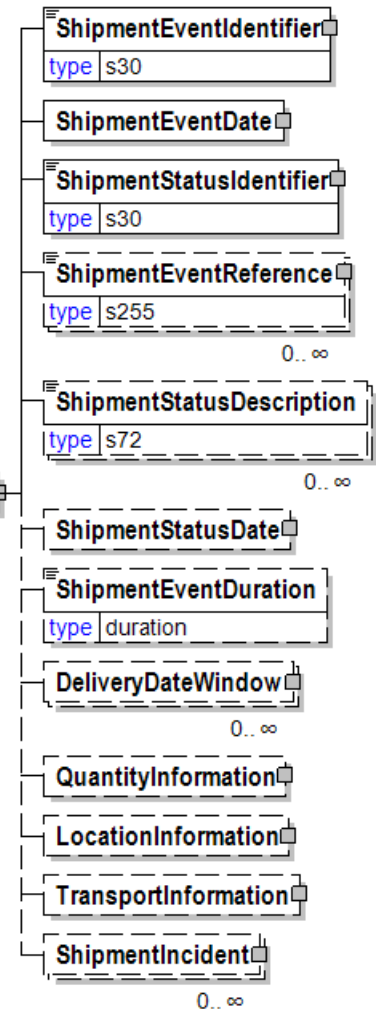 ShipmentEventIdentifier
type s30
ShipmentEventDate
ShipmentStatusIdentifier
type s30
ShipmentEventReference
type s255
0.. ∞
ShipmentStatusDescription
type s72
0.. ∞
ShipmentStatusDate
ShipmentEventDuration
type duration
DeliveryDateWindow
0.. ∞
QuantityInformation
LocationInformation
TransportInformation
ShipmentIncident
0.. ∞